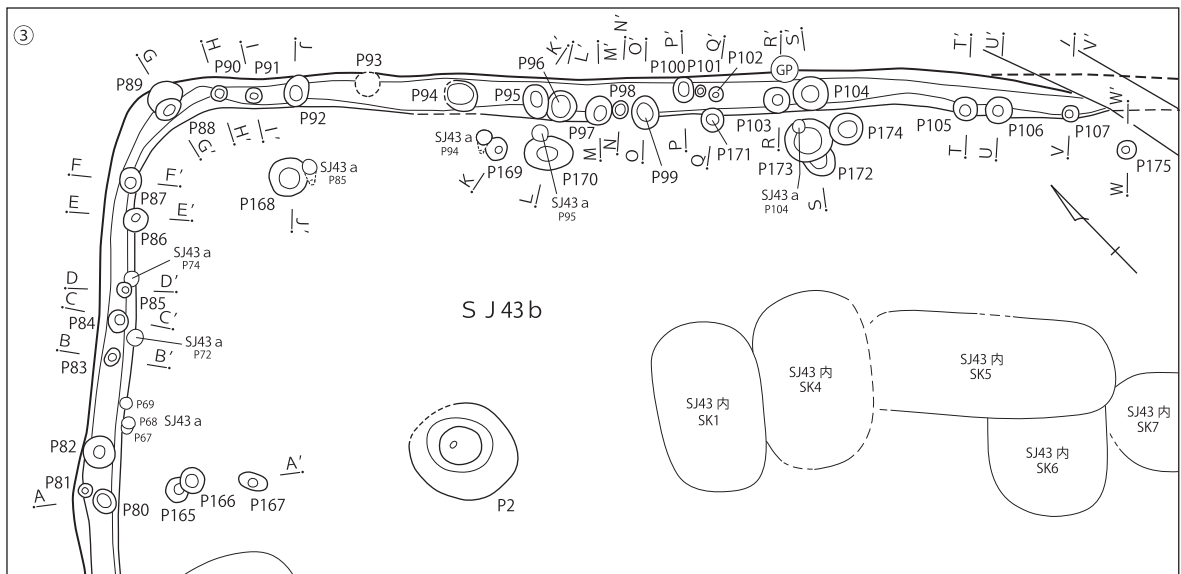 ③
G
H
I
J
P90
P91
P93
P89
P96
K'
L'
M'
N'
O'
P'
Q'
R'
S'
P100
P101
P102
GP
T'
U'
I
V'
P94
P95
P98
P104
W'
P88
G'
H'
I'
P92
SJ43 a
P94
P97
M
N
O
P
Q
P171
P103
R
P174
P105
P106
P107
T
U
V
P175
F
F'
P87
P168
SJ43 a
P85
K
P169
L
P170
P99
P173
P172
S
W
E
E'
P86
J'
SJ43 a
P95
SJ43 a
P104
SJ43 a
P74
D
D'
C
P85
P84
C'
SJ43 b
B
P83
B'
SJ43 a
P72
SJ43 内
SK1
SJ43 内
SK4
SJ43 内
SK5
SJ43 内
SK7
SJ43 内
SK6
P69
P68 SJ43 a
P67
P82
P81
A
P80
P165
P166
P167
A'
P2